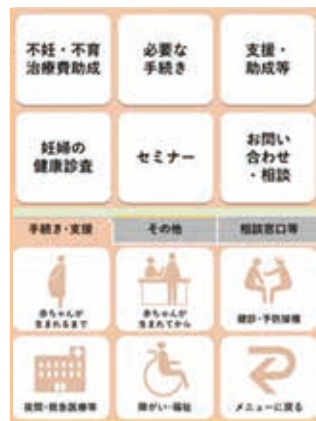 不妊・不育
治療費助成
必要な
手続き
支援・
助成等
妊婦の
健康診査
セミナー
お問い
合わせ
・相談
手続き・支援
その他
相談窓口等
赤ちゃんが
生まれるまで
赤ちゃんが
生まれてから
健診・予防接種
夜間・救急医療等
障がい・福祉
メニューに戻る